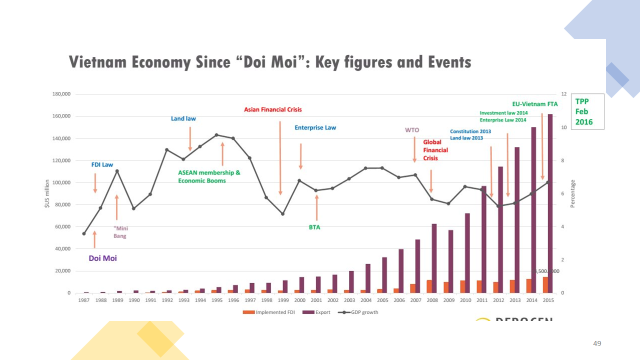 Vietnam Economy Since “Doi Moi”: Key figures and Events
180,000
160,000
140,000
120,000
100,000
80,000
60,000
40,000
20,000
0
$US million
12
10
8
6
4
2
0
Percentage
FDI Law
Doi Moi
"Mini
Bang
Land law
ASEAN membership &
Economic Booms
Asian Financial Crisis
Enterprise Law
BTA
WTO
Global
Financial
Crisis
Constitution 2013
Land law 2013
Investment law 2014
Enterprise Law 2014
EU-Vietnam FTA
TPP
Feb
2016
1987 1988 1989 1990 1991 1992 1993 1994 1995 1996 1997 1998 1999 2000 2001 2002 2003 2004 2005 2006 2007 2008 2009 2010 2011 2012 2013 2014 2015
Implemented FDI Export GDP growth
49